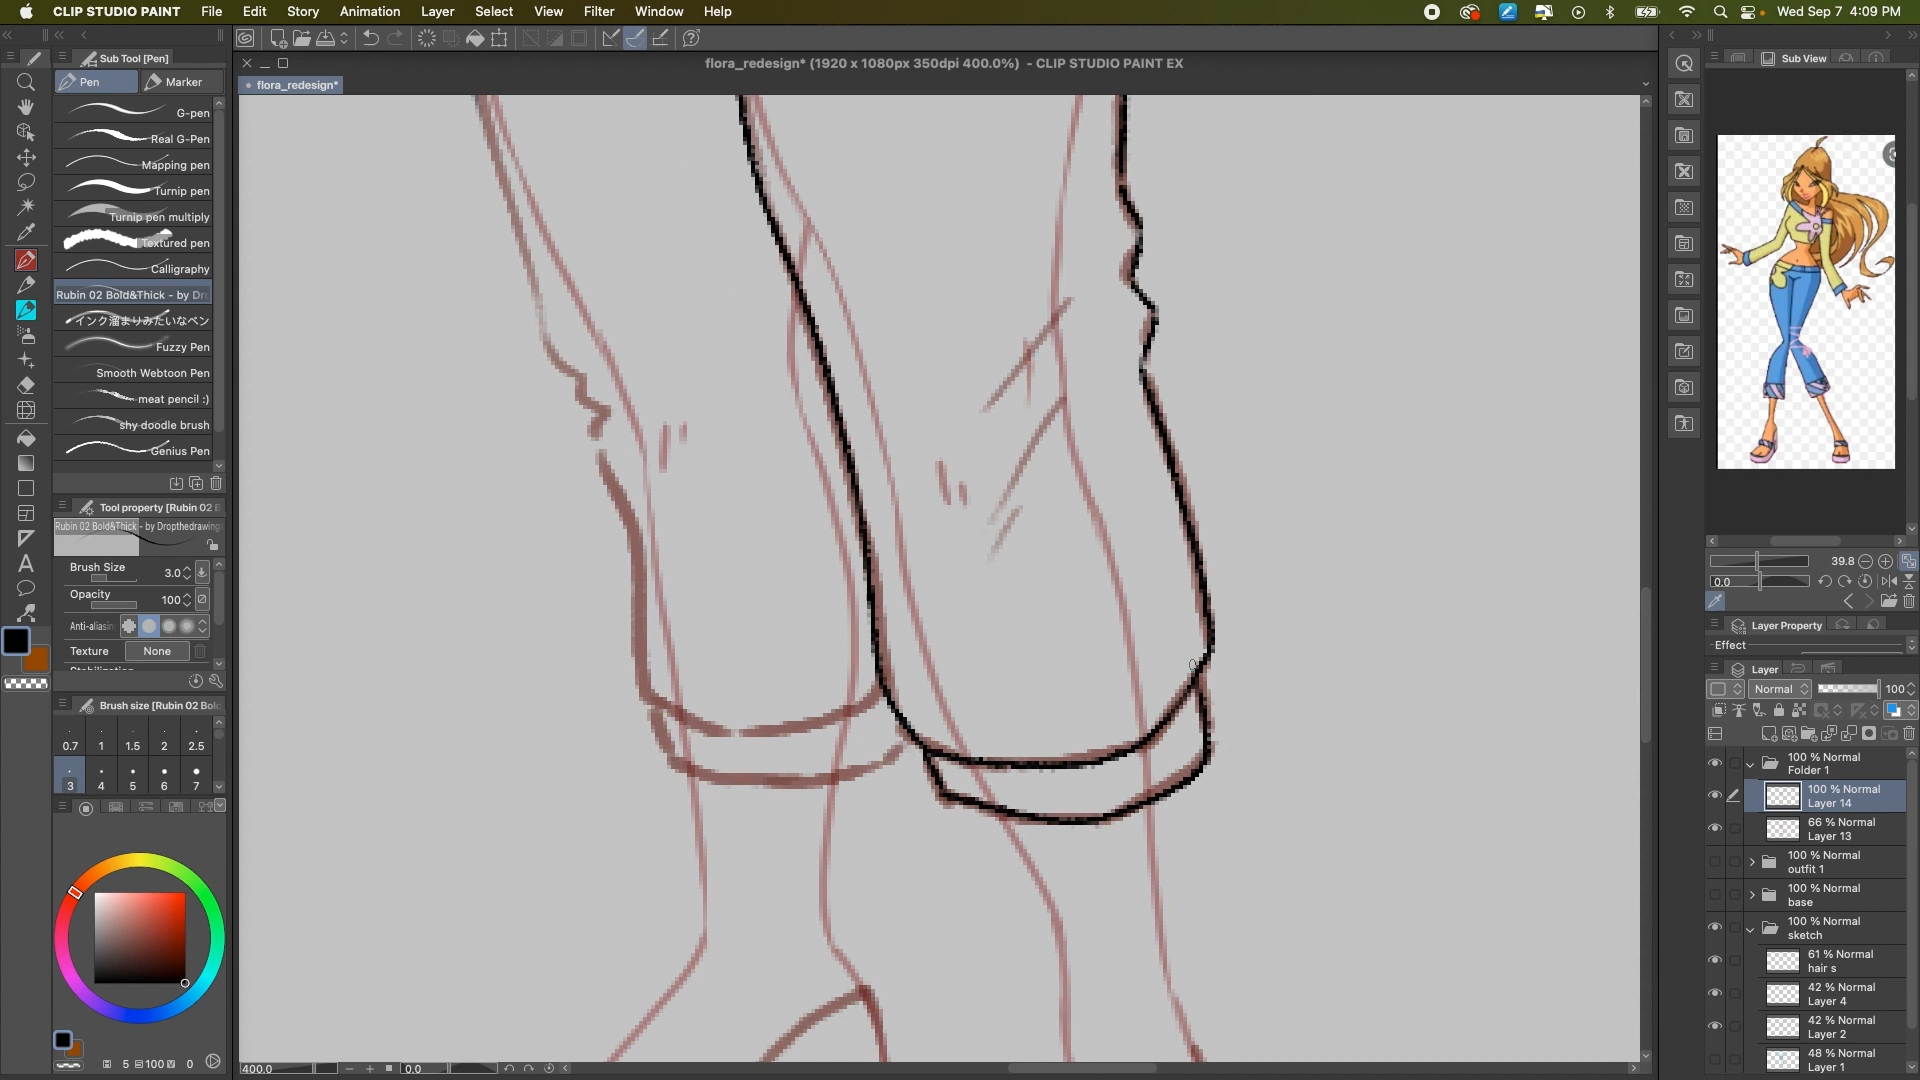 CLIP STUDIO PAINT File Edit Story Animation Layer Select View Filter Window Help Wed Sep 7 4:09 PM
flora_redesign* (1920 x 1080px 350dpi 400.0%) - CLIP STUDIO PAINT EX
flora_redesign*
Sub Tool [Pen]
Pen Marker
G-pen
Real G-Pen
Mapping pen
Turnip pen
Turnip pen multiply
Textured pen
Calligraphy
Rubin 02 Bold&Thick - by Dr
インク溜まりみたいなペン
Fuzzy Pen
Smooth Webtoon Pen
meat pencil :)
shy doodle brush
Genius Pen
Tool property [Rubin 02 B
Rubin 02 Bold&Thick - by Dropthedrawing
Brush Size 3.0
Opacity 100
Anti-aliasin
Texture None
Brush size [Rubin 02 Bol
0.7 1 1.5 2 2.5
3 4 5 6 7
5 100 0
400.0 0.0
Sub View
39.8
0.0
Layer Property
Effect
Layer
Normal 100
100 % Normal
Folder 1
100 % Normal
Layer 14
66 % Normal
Layer 13
100 % Normal
outfit 1
100 % Normal
base
100 % Normal
sketch
61 % Normal
hair s
42 % Normal
Layer 4
42 % Normal
Layer 2
48 % Normal
Layer 1